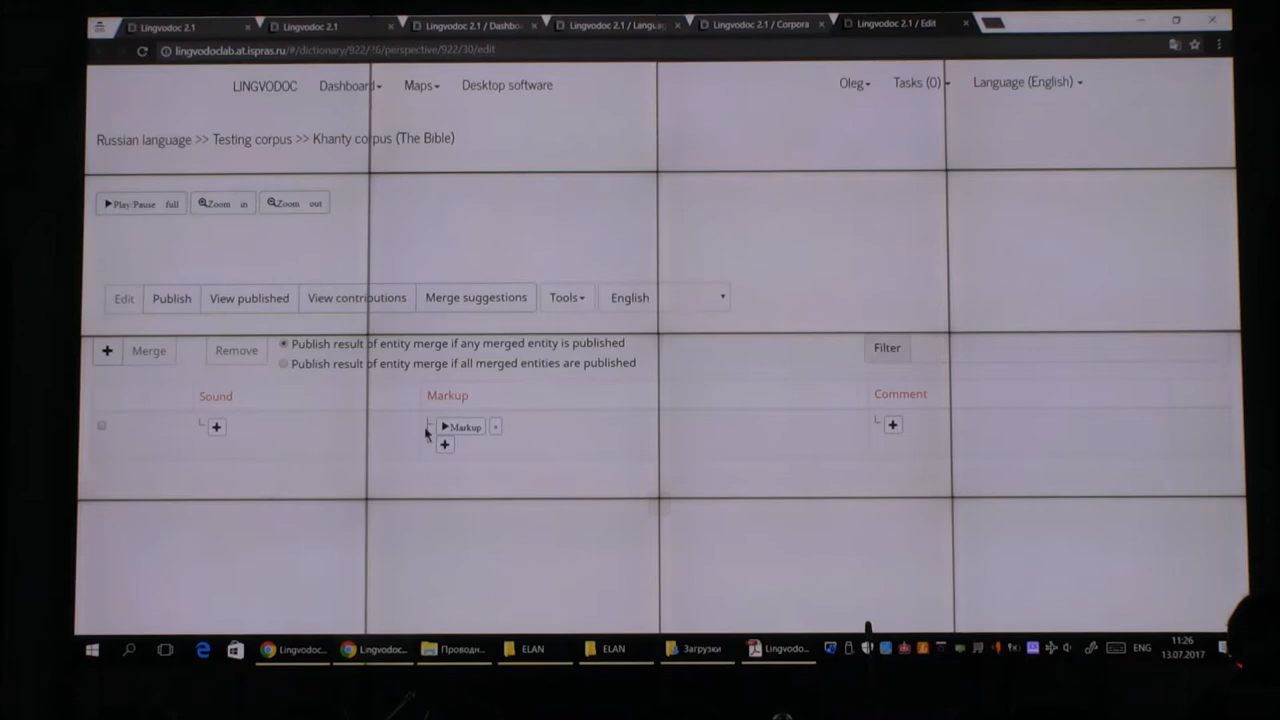 Lingvodoc 2.1
Lingvodoc 2.1
Lingvodoc 2.1 / Dashbo
Lingvodoc 2.1 / Langu
Lingvodoc 2.1 / Corpora
Lingvodoc 2.1 / Edit
lingvodoclab.at.ispras.ru/#/dictionary/922/26/perspective/922/30/edit
LINGVODOC Dashboard Maps Desktop software Oleg Tasks (0) Language (English)
Russian language >> Testing corpus >> Khanty corpus (The Bible)
Play/Pause full Zoom in Zoom out
Edit Publish View published View contributions Merge suggestions Tools English
Merge Remove Publish result of entity merge if any merged entity is published Filter
Publish result of entity merge if all merged entities are published
Sound Markup Comment
Markup
Lingvodoc... Lingvodoc... Проводн... ELAN ELAN Загрузки Lingvodo... ENG 11:26
13.07.2017